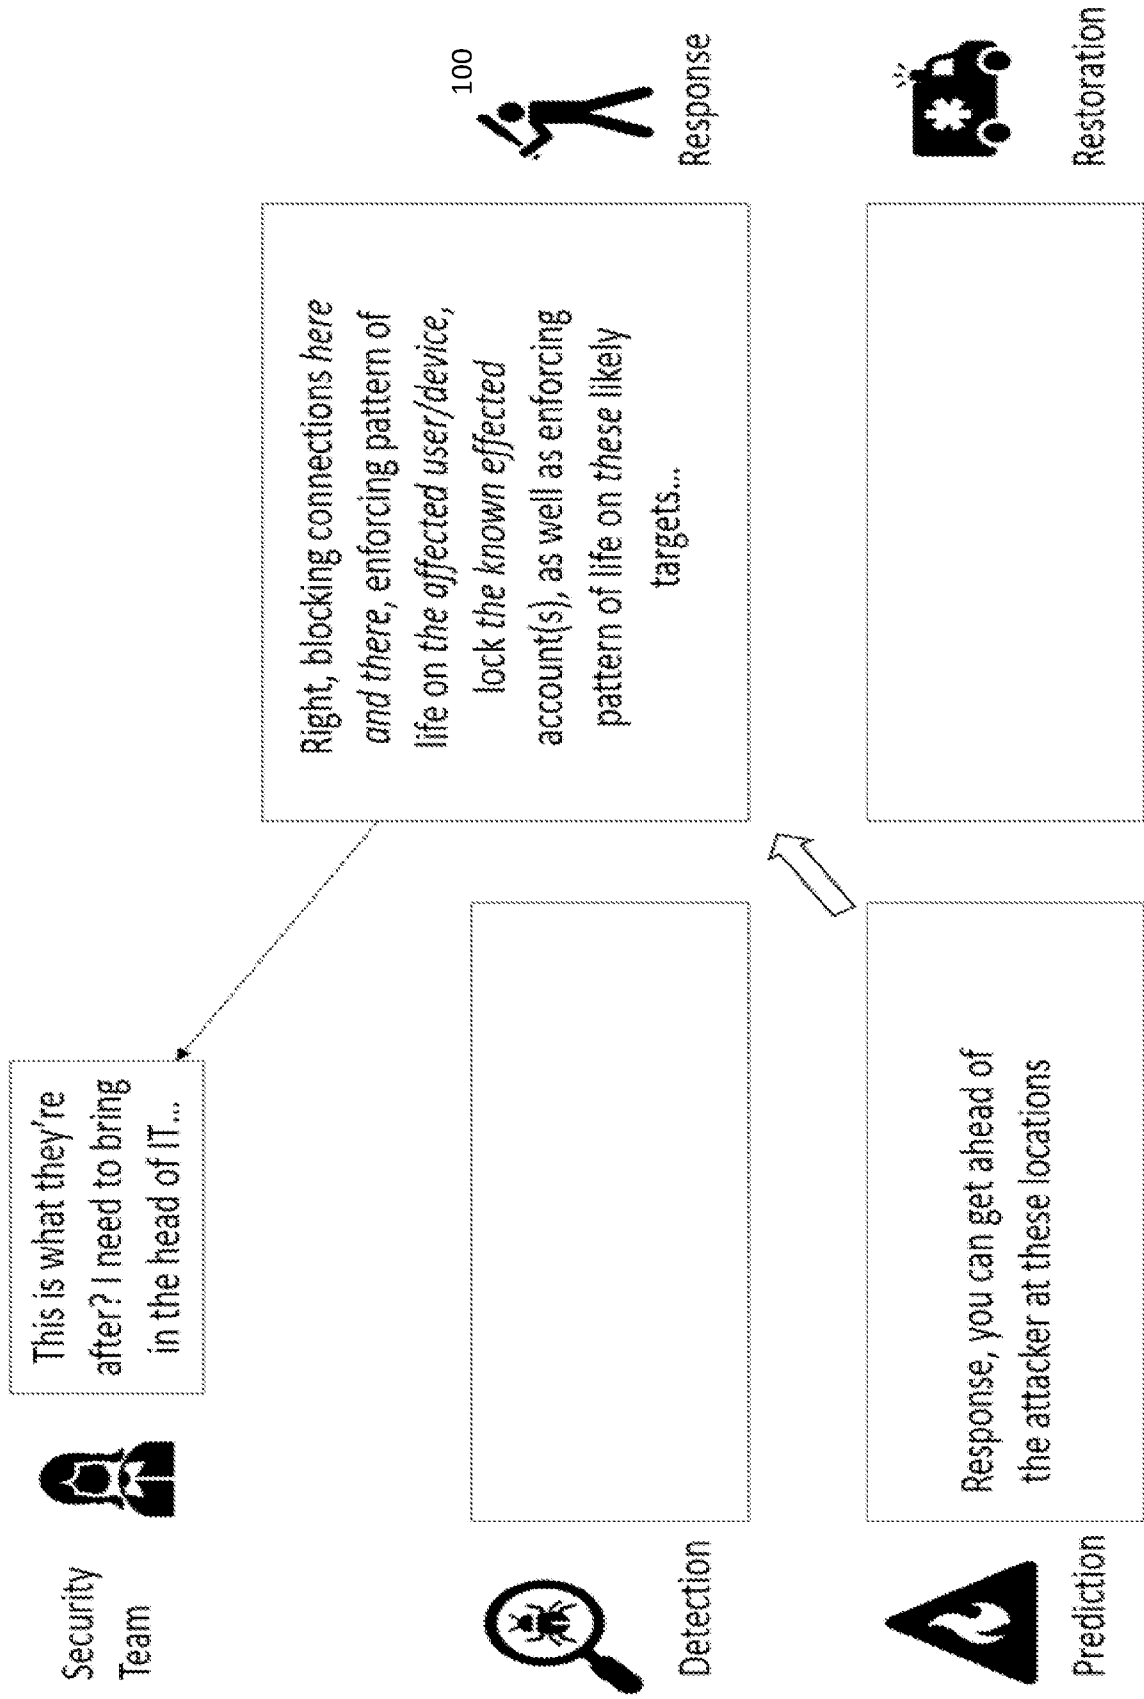 Security
Team
This is what they're
after? I need to bring
in the head of IT...
Detection
Right, blocking connections here
and there, enforcing pattern of
life on the affected user/device,
lock the known effected
account(s), as well as enforcing
pattern of life on these likely
targets...
100
Response
Prediction
Response, you can get ahead of
the attacker at these locations
Restoration